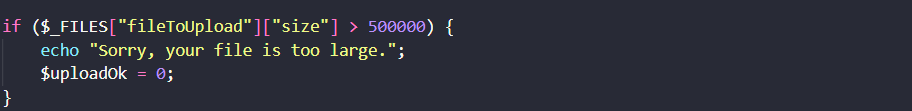 if ($_FILES["fileToUpload"]["size"] > 500000) {
    echo "Sorry, your file is too large.";
    $uploadOk = 0;
}